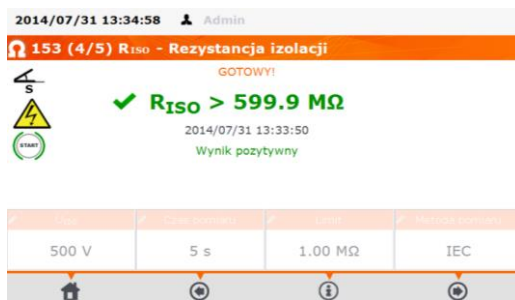 2014/07/31 13:34:58 Admin
Ω 153 (4/5) RISO - Rezystancja izolacji
GOTOWY!
S
✔ RISO > 599.9 MΩ
2014/07/31 13:33:50
START
Wynik pozytywny
Czas pomiaru Limit Metoda pomiaru
500 V 5 s 1.00 MΩ IEC